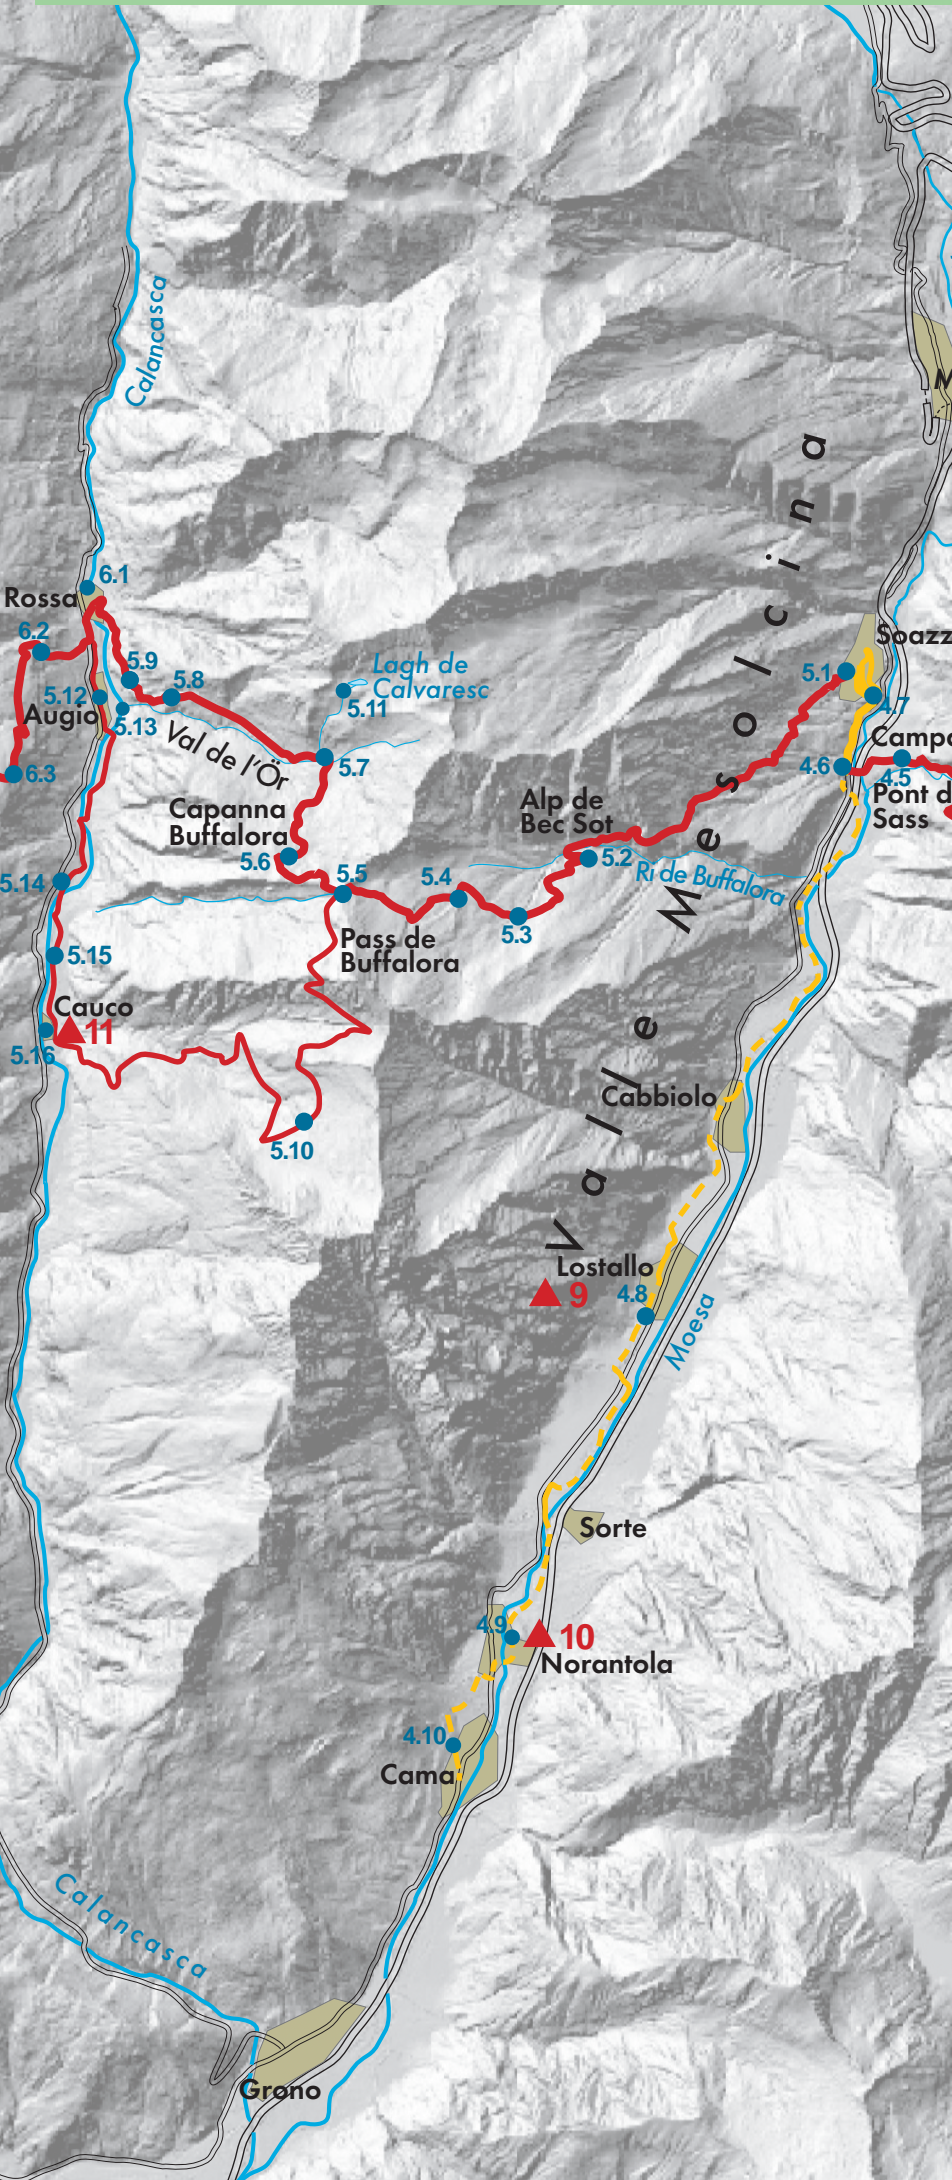 Calancasca
M
Valle Mesolcina
6.1
Rossa
6.2
5.9
5.8
5.12
Augio
5.13
Val de l'Ör
Lagh de
Calvaresc
5.11
5.7
6.3
Soazz
5.1
4.7
Campo
4.6
4.5
Pont d
Sass
Capanna
Buffalora
5.6
5.5
5.4
Alp de
Bec Sot
5.2
Ri de Buffalora
5.3
5.14
Pass de
Buffalora
5.15
Cauco
11
5.16
5.10
Cabbiolo
Lostallo
9
4.8
Moesa
Sorte
4.9
10
Norantola
4.10
Cama
Calancasca
Grono